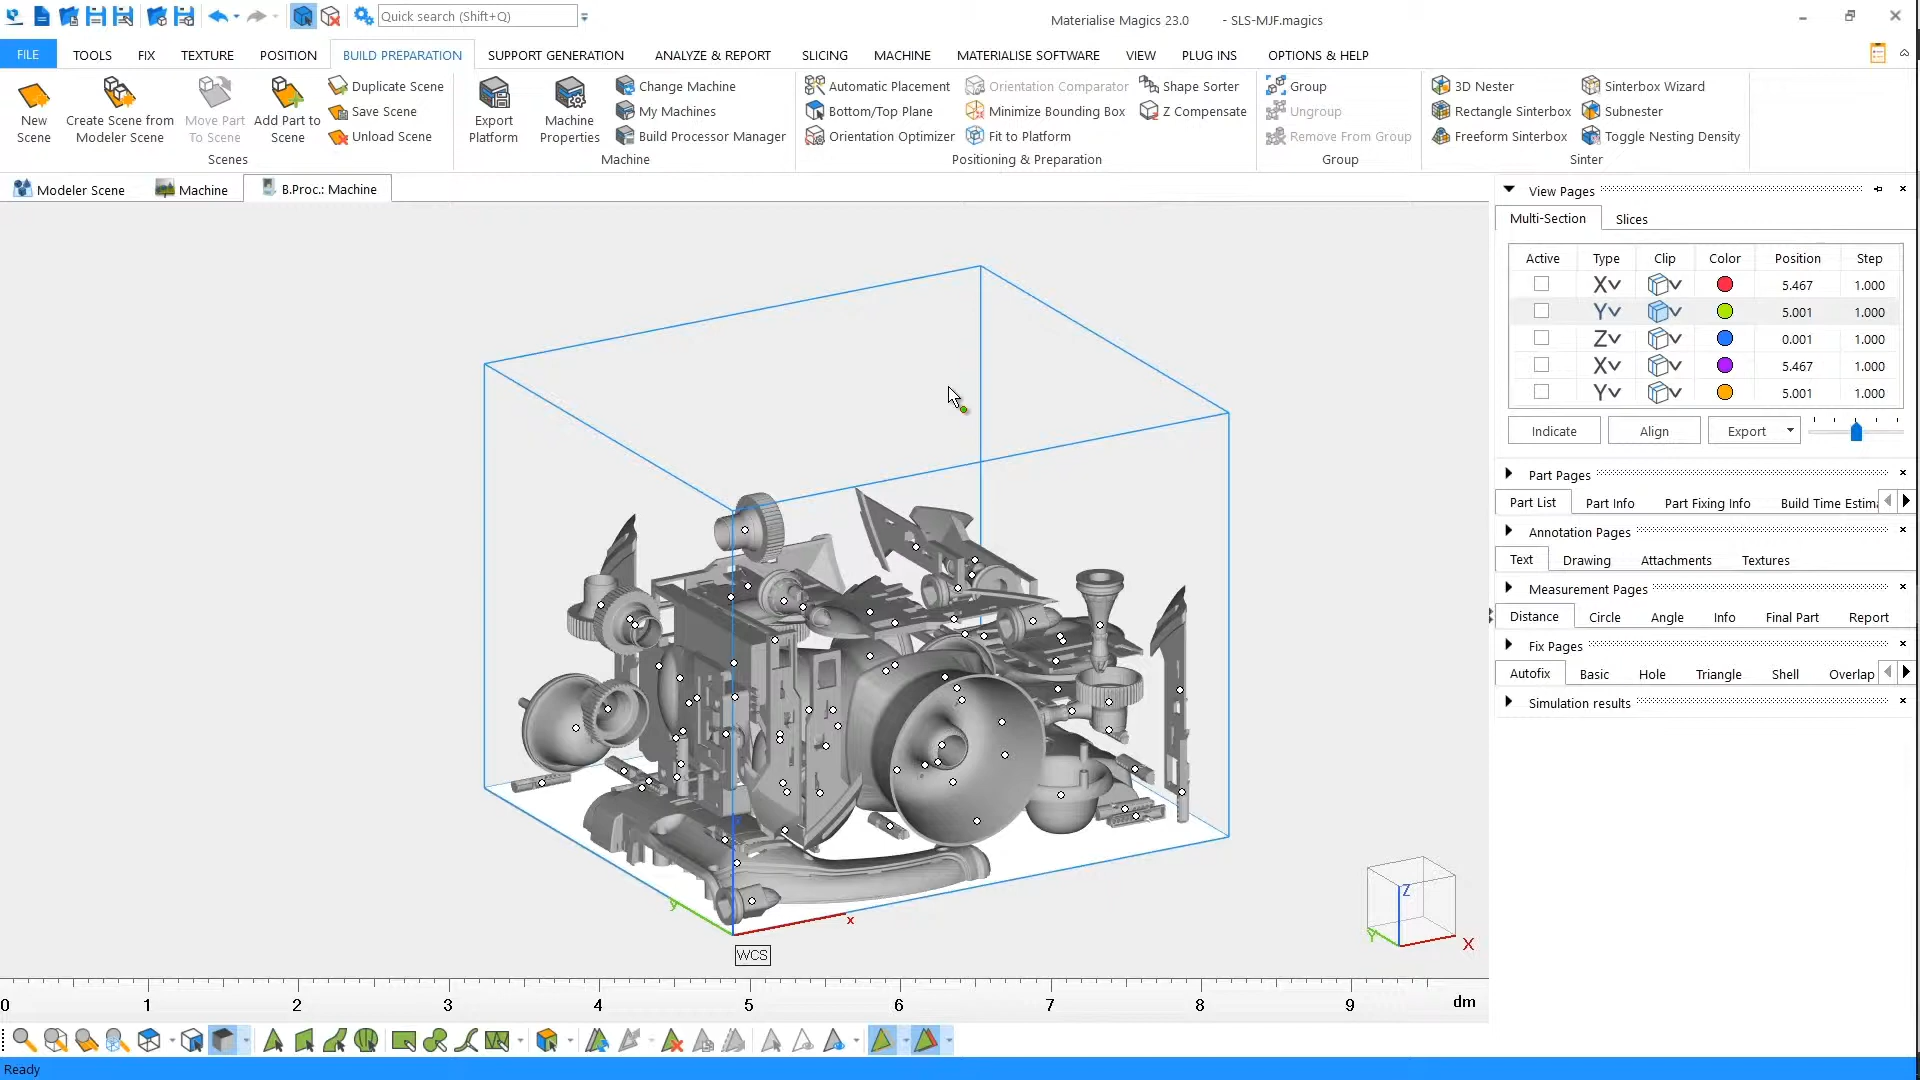 Quick search (Shift+Q)
Materialise Magics 23.0 - SLS-MJF.magics
FILE TOOLS FIX TEXTURE POSITION BUILD PREPARATION SUPPORT GENERATION ANALYZE & REPORT SLICING MACHINE MATERIALISE SOFTWARE VIEW PLUG INS OPTIONS & HELP
New Scene
Create Scene from Modeler Scene
Move Part To Scene
Add Part to Scene
Duplicate Scene
Save Scene
Unload Scene
Scenes
Export Platform
Machine Properties
Change Machine
My Machines
Build Processor Manager
Machine
Automatic Placement
Bottom/Top Plane
Orientation Optimizer
Orientation Comparator
Minimize Bounding Box
Fit to Platform
Shape Sorter
Z Compensate
Positioning & Preparation
Group
Ungroup
Remove From Group
Group
3D Nester
Rectangle Sinterbox
Freeform Sinterbox
Sinterbox Wizard
Subnester
Toggle Nesting Density
Sinter
Modeler Scene Machine B.Proc.: Machine
View Pages
Multi-Section Slices
Active Type Clip Color Position Step
X 5.467 1.000
Y 5.001 1.000
Z 0.001 1.000
X 5.467 1.000
Y 5.001 1.000
Indicate Align Export
Part Pages
Part List Part Info Part Fixing Info Build Time Estima
Annotation Pages
Text Drawing Attachments Textures
Measurement Pages
Distance Circle Angle Info Final Part Report
Fix Pages
Autofix Basic Hole Triangle Shell Overlap
Simulation results
z
y
x
WCS
Z
Y
X
0 1 2 3 4 5 6 7 8 9 dm
Ready